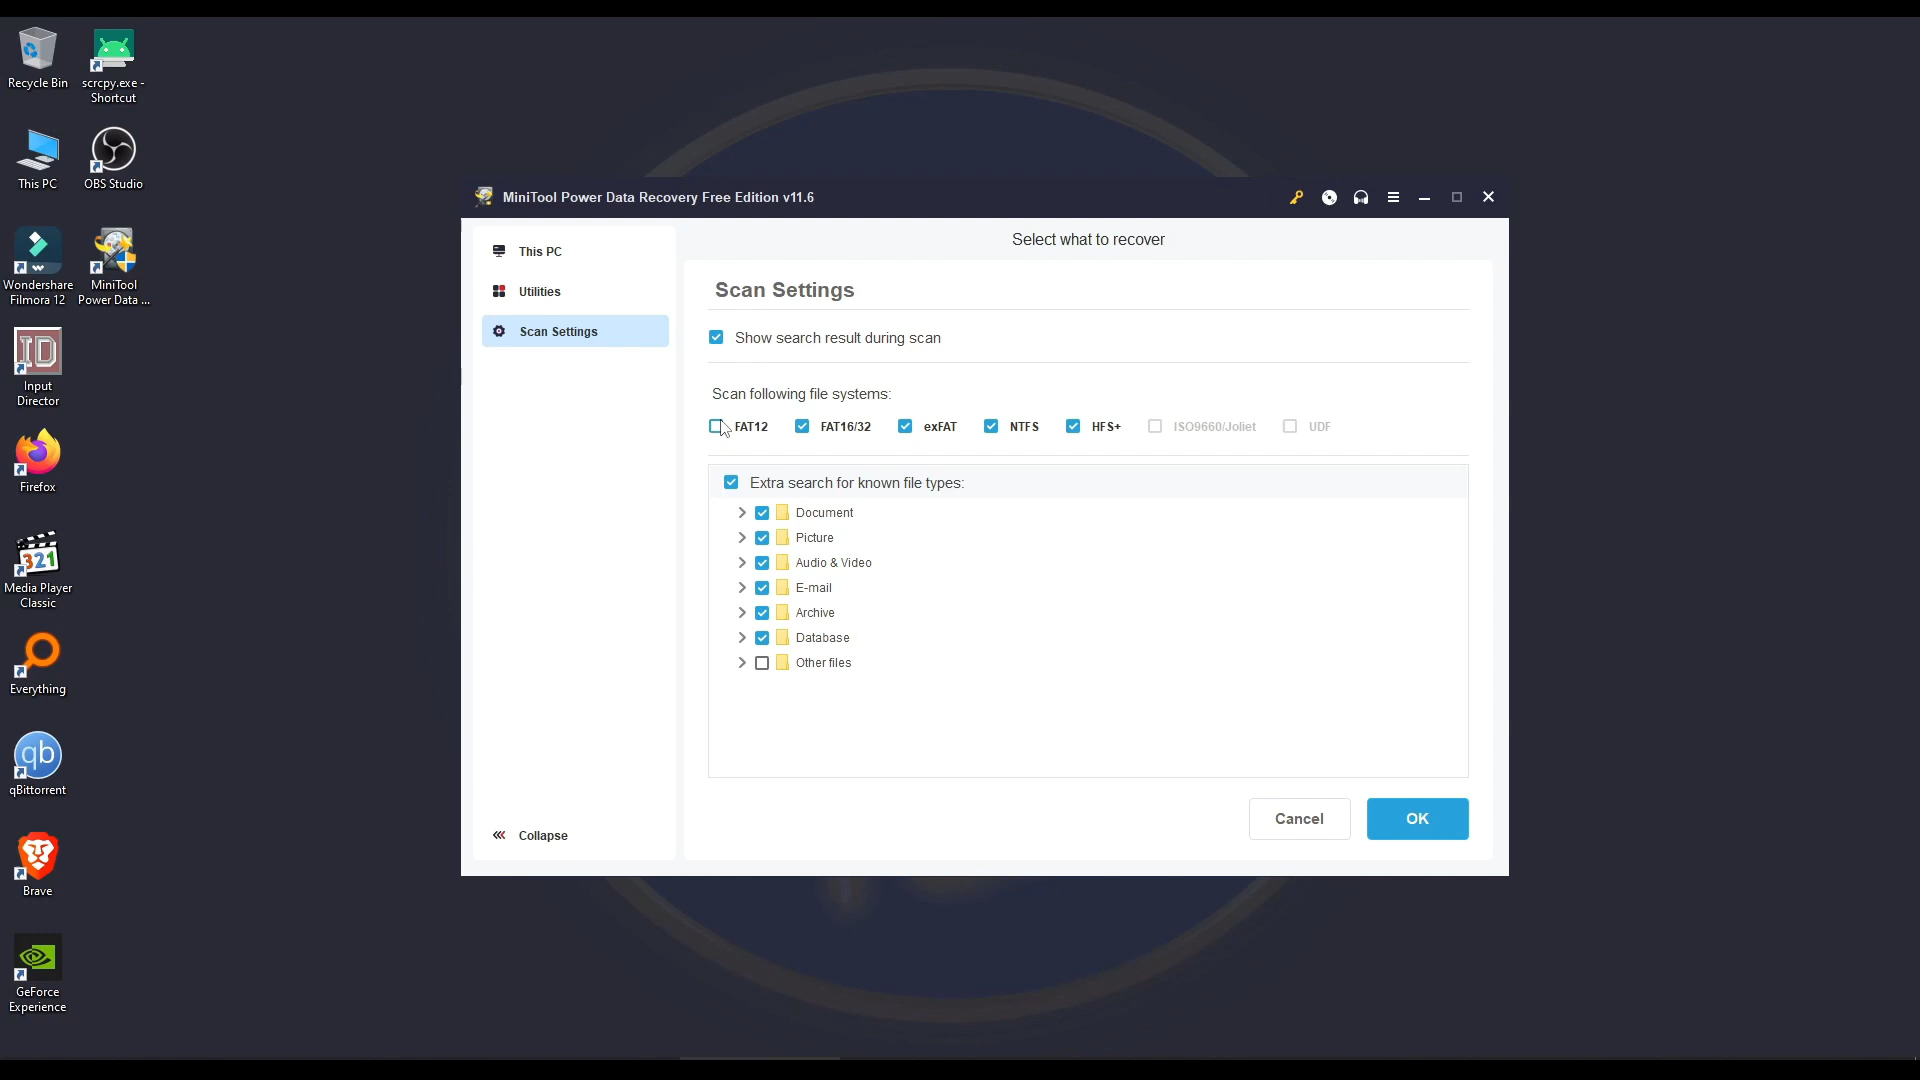 Recycle Bin
scrcpy.exe -
Shortcut
This PC
OBS Studio
Wondershare
Filmora 12
MiniTool
Power Data ...
ID
Input
Director
Firefox
321
Media Player
Classic
Everything
qb
qBittorrent
Brave
GeForce
Experience
MiniTool Power Data Recovery Free Edition v11.6
This PC
Utilities
Scan Settings
Collapse
Select what to recover
Scan Settings
Show search result during scan
Scan following file systems:
FAT12 FAT16/32 exFAT NTFS HFS+ ISO9660/Joliet UDF
Extra search for known file types:
Document
Picture
Audio & Video
E-mail
Archive
Database
Other files
Cancel OK